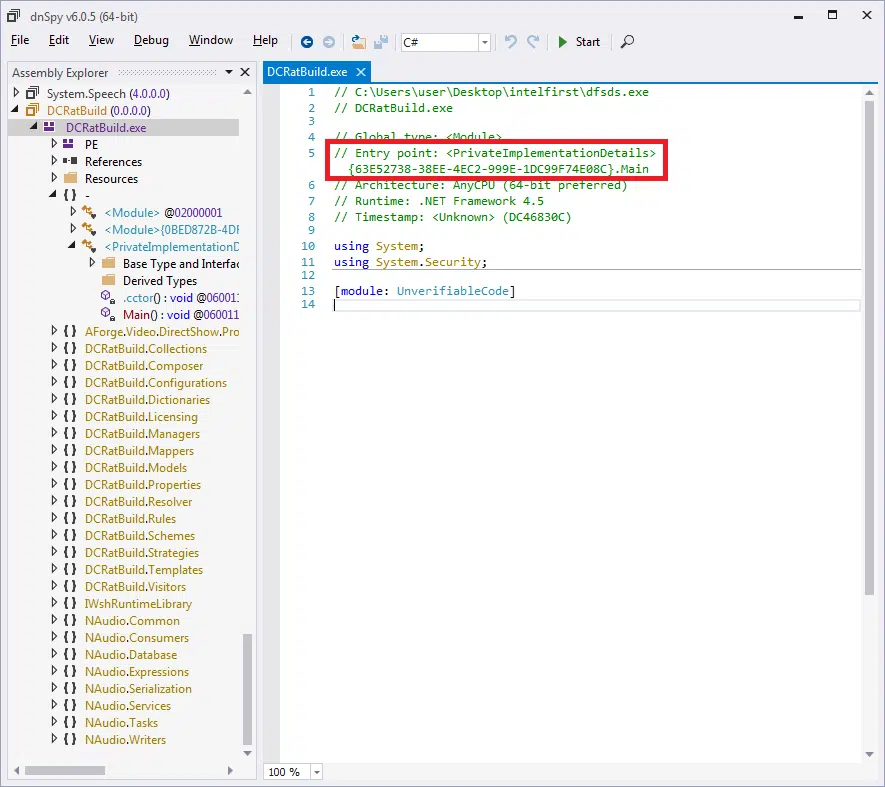 dnSpy v6.0.5 (64-bit)
File Edit View Debug Window Help C# Start
Assembly Explorer
System.Speech (4.0.0.0)
DCRatBuild (0.0.0.0)
DCRatBuild.exe
PE
References
Resources
{ } -
<Module> @02000001
<Module>{0BED872B-4DF
<PrivateImplementationD
Base Type and Interfac
Derived Types
.cctor() : void @060011
Main() : void @060011
{ } AForge.Video.DirectShow.Pro
{ } DCRatBuild.Collections
{ } DCRatBuild.Composer
{ } DCRatBuild.Configurations
{ } DCRatBuild.Dictionaries
{ } DCRatBuild.Licensing
{ } DCRatBuild.Managers
{ } DCRatBuild.Mappers
{ } DCRatBuild.Models
{ } DCRatBuild.Properties
{ } DCRatBuild.Resolver
{ } DCRatBuild.Rules
{ } DCRatBuild.Schemes
{ } DCRatBuild.Strategies
{ } DCRatBuild.Templates
{ } DCRatBuild.Visitors
{ } IWshRuntimeLibrary
{ } NAudio.Common
{ } NAudio.Consumers
{ } NAudio.Database
{ } NAudio.Expressions
{ } NAudio.Serialization
{ } NAudio.Services
{ } NAudio.Tasks
{ } NAudio.Writers
DCRatBuild.exe
1 // C:\Users\user\Desktop\intelfirst\dfsds.exe
2 // DCRatBuild.exe
3
4 // Global type: <Module>
5 // Entry point: <PrivateImplementationDetails>
{63E52738-38EE-4EC2-999E-1DC99F74E08C}.Main
6 // Architecture: AnyCPU (64-bit preferred)
7 // Runtime: .NET Framework 4.5
8 // Timestamp: <Unknown> (DC46830C)
9
10 using System;
11 using System.Security;
12
13 [module: UnverifiableCode]
14
100 %